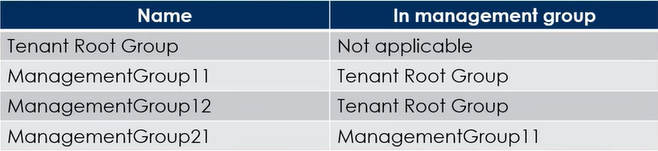 Name In management group
Tenant Root Group Not applicable
ManagementGroup11 Tenant Root Group
ManagementGroup12 Tenant Root Group
ManagementGroup21 ManagementGroup11